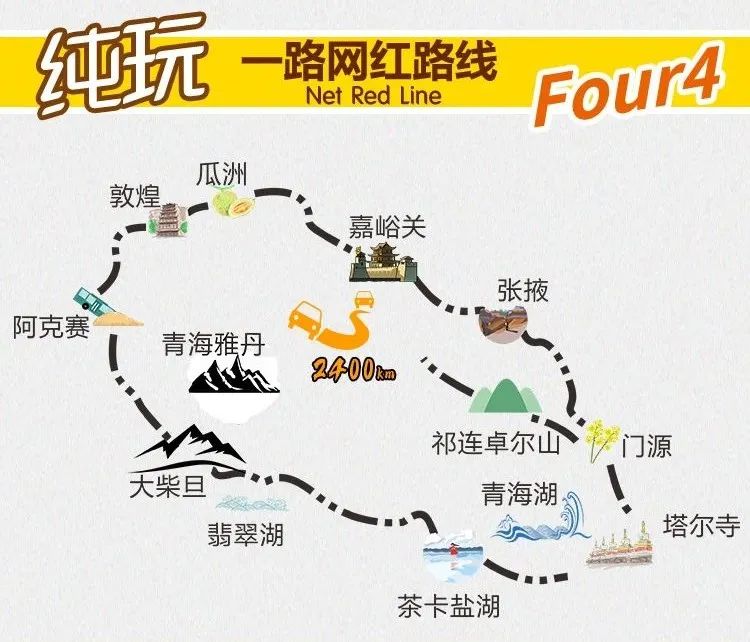 纯玩
一路网红路线
Net Red Line
Four4
瓜洲
敦煌
嘉峪关
张掖
阿克赛
青海雅丹
2400km
祁连卓尔山
门源
大柴旦
青海湖
翡翠湖
塔尔寺
茶卡盐湖